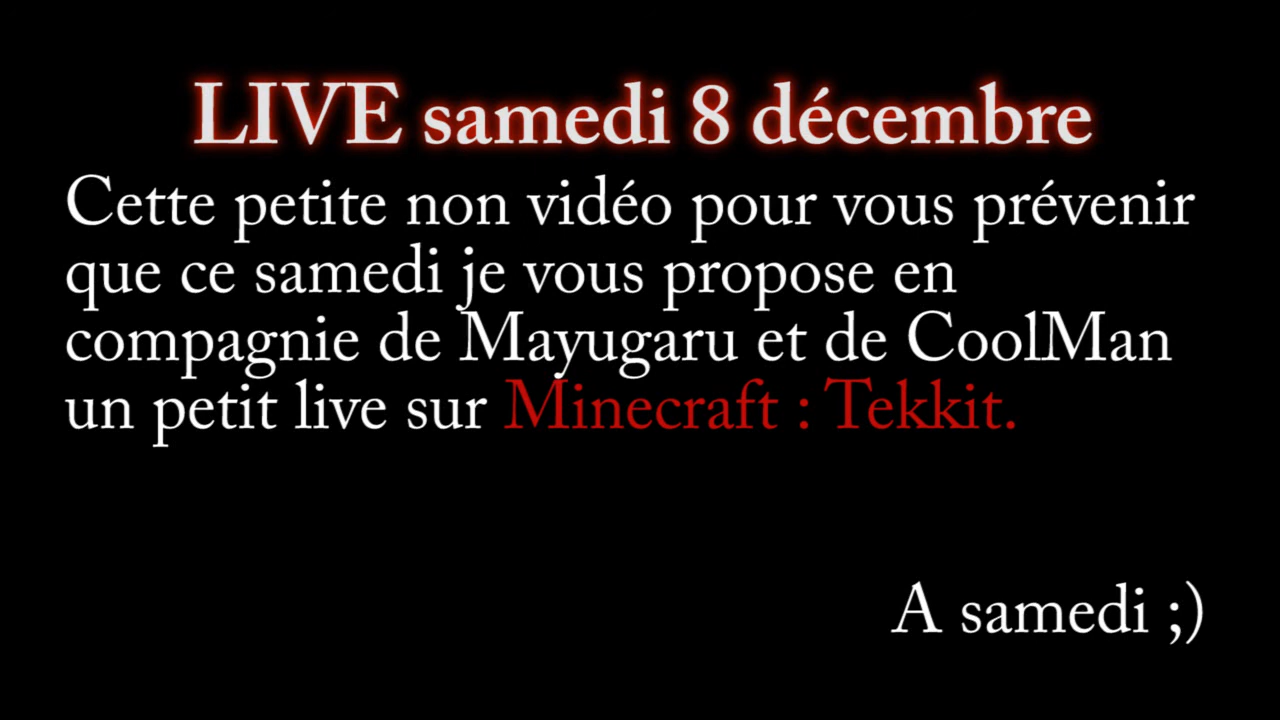 LIVE samedi 8 décembre
Cette petite non vidéo pour vous prévenir
que ce samedi je vous propose en
compagnie de Mayugaru et de CoolMan
un petit live sur Minecraft : Tekkit.
A samedi ;)